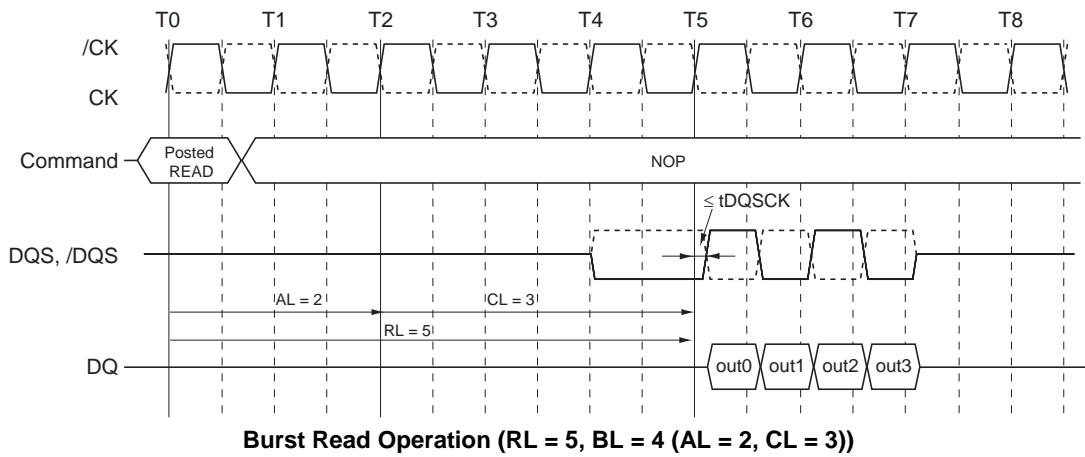 T0 T1 T2 T3 T4 T5 T6 T7 T8
/CK
CK
Command
Posted
READ
NOP
≤ tDQSCK
DQS, /DQS
AL = 2
CL = 3
RL = 5
DQ
out0 out1 out2 out3
Burst Read Operation (RL = 5, BL = 4 (AL = 2, CL = 3))